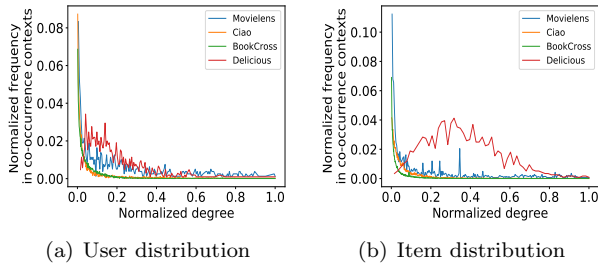 Normalized frequency
in co-occurrence contexts
0.08
0.06
0.04
0.02
0.00
Movielens
Ciao
BookCross
Delicious
0.0 0.2 0.4 0.6 0.8 1.0
Normalized degree
(a) User distribution
Normalized frequency
in co-occurrence contexts
0.10
0.08
0.06
0.04
0.02
0.00
Movielens
Ciao
BookCross
Delicious
0.0 0.2 0.4 0.6 0.8 1.0
Normalized degree
(b) Item distribution